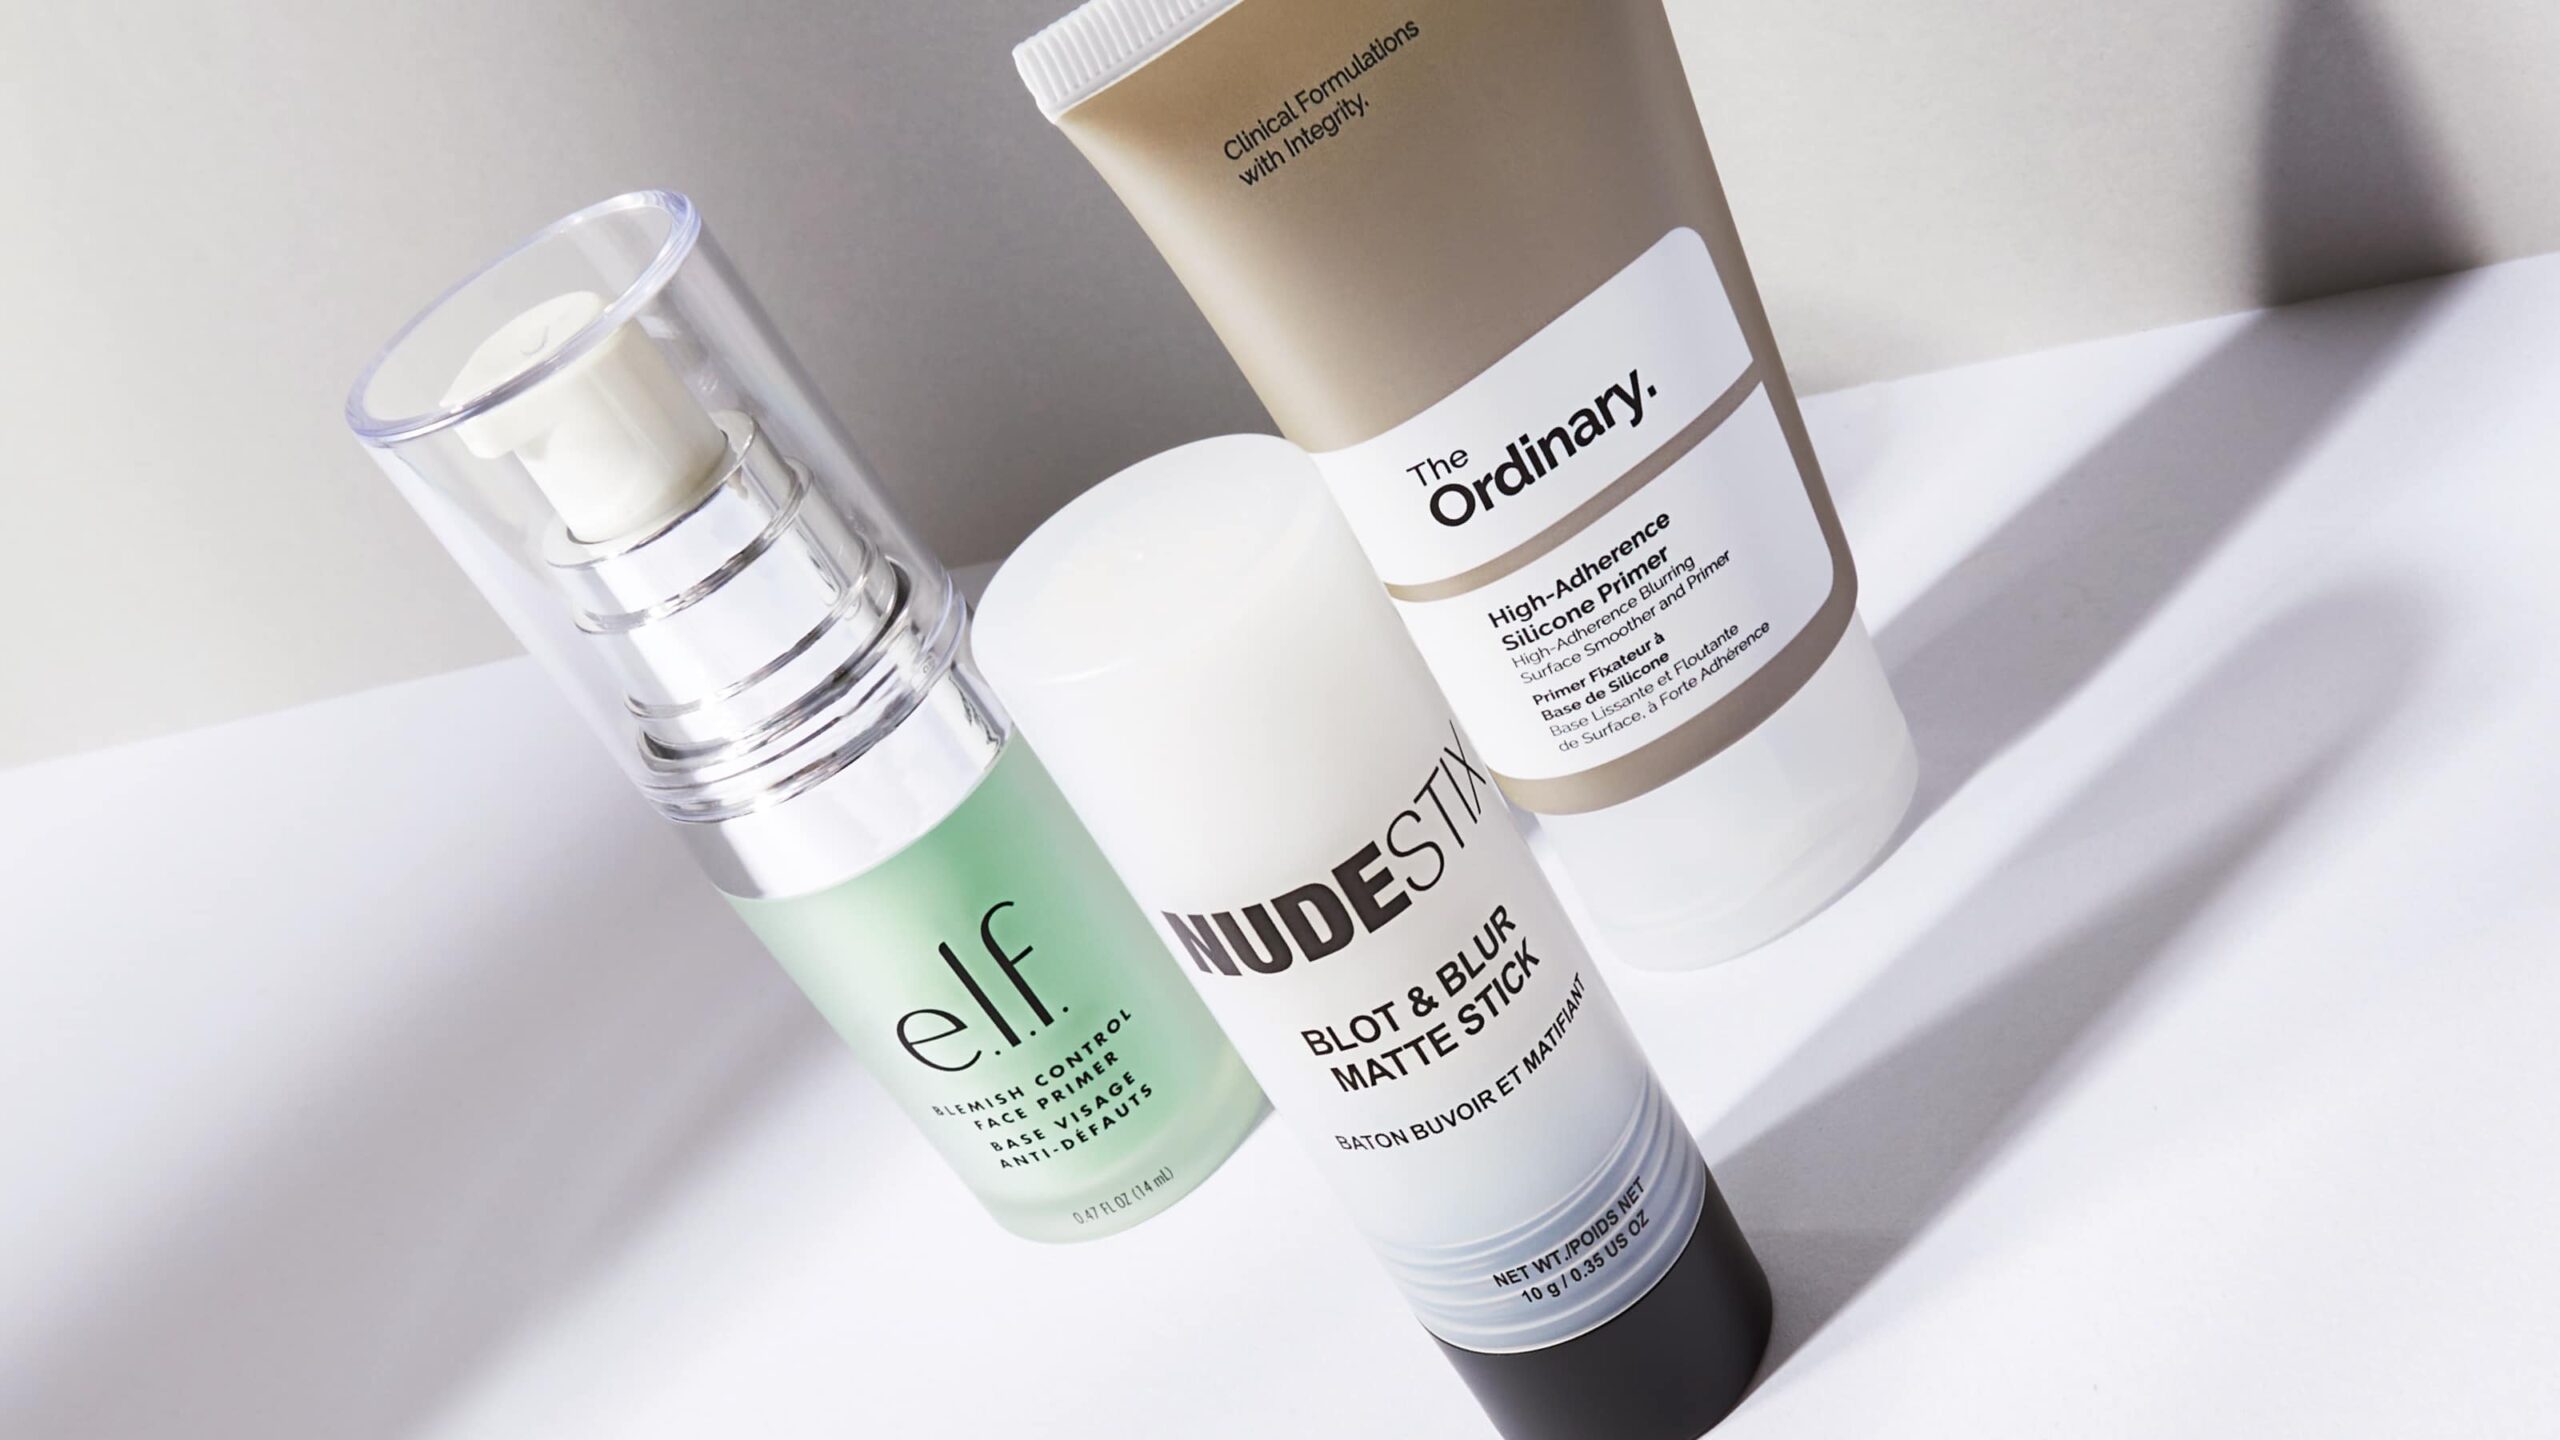 e.l.f.
BLEMISH CONTROL
FACE PRIMER
BASE VISAGE
ANTI-DÉFAUTS
0.47 FL OZ (14 mL)
NUDESTIX
BLOT & BLUR
MATTE STICK
BATON BUVOIR ET MATIFIANT
NET WT./POIDS NET
10 g / 0.35 US OZ
Clinical Formulations
with Integrity.
The
Ordinary.
High-Adherence
Silicone Primer
High-Adherence Blurring
Surface Smoother and Primer
Primer Fixateur à
Base de Silicone
Base Lissante et Floutante
de Surface, à Forte Adhérence